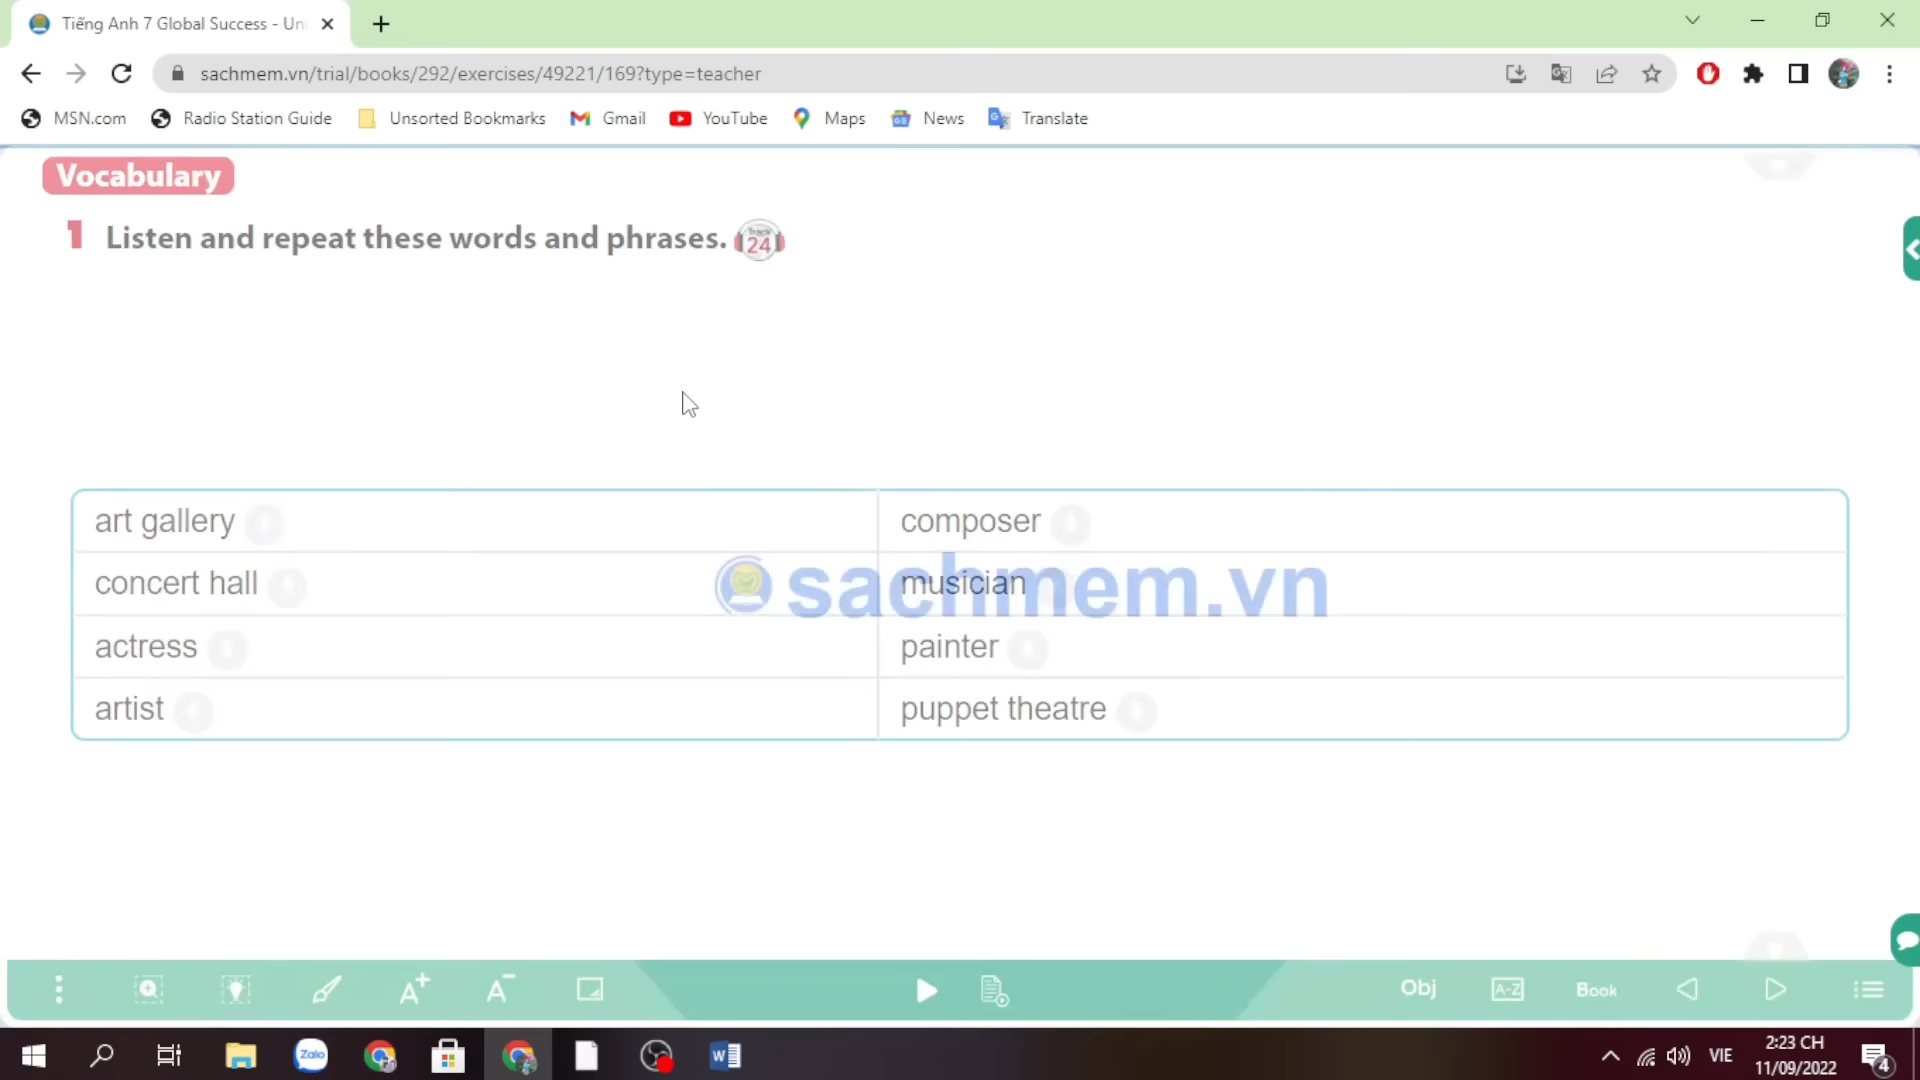 Tiếng Anh 7 Global Success - Un
sachmem.vn/trial/books/292/exercises/49221/169?type=teacher
MSN.com Radio Station Guide Unsorted Bookmarks Gmail YouTube Maps News Translate
Vocabulary
1 Listen and repeat these words and phrases. Track 24
art gallery composer
concert hall musician
sachmem.vn
actress painter
artist puppet theatre
A+ A- Obj A-Z Book
Zalo W VIE 2:23 CH
11/09/2022 4